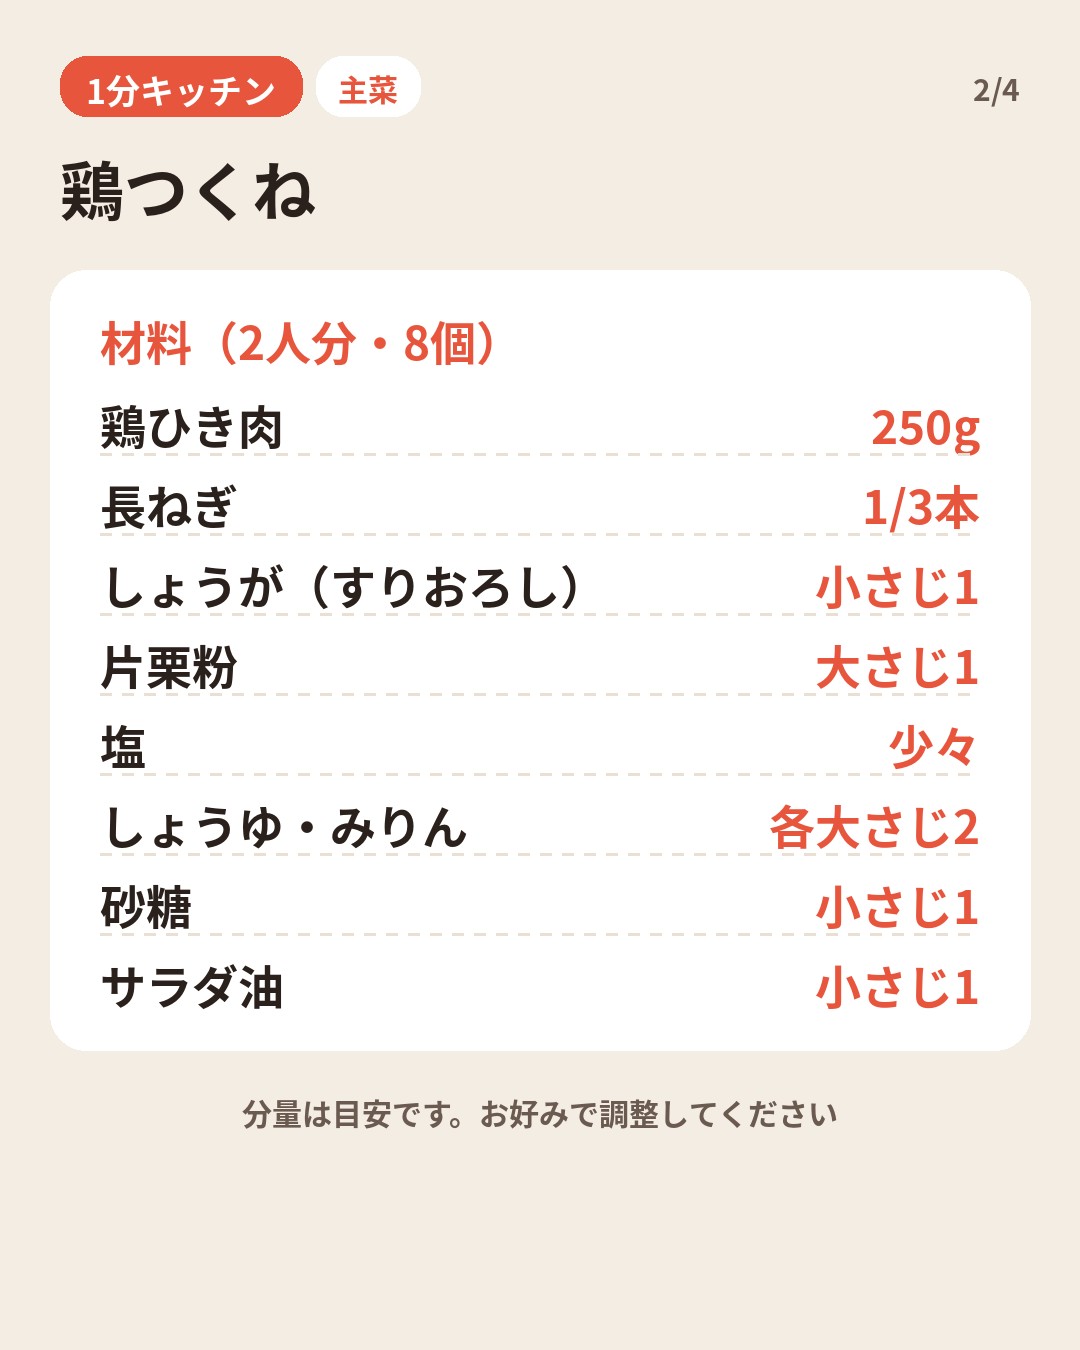 1分キッチン 主菜 2/4
鶏つくね
材料（2人分・8個）
鶏ひき肉 250g
長ねぎ 1/3本
しょうが（すりおろし） 小さじ1
片栗粉 大さじ1
塩 少々
しょうゆ・みりん 各大さじ2
砂糖 小さじ1
サラダ油 小さじ1
分量は目安です。お好みで調整してください